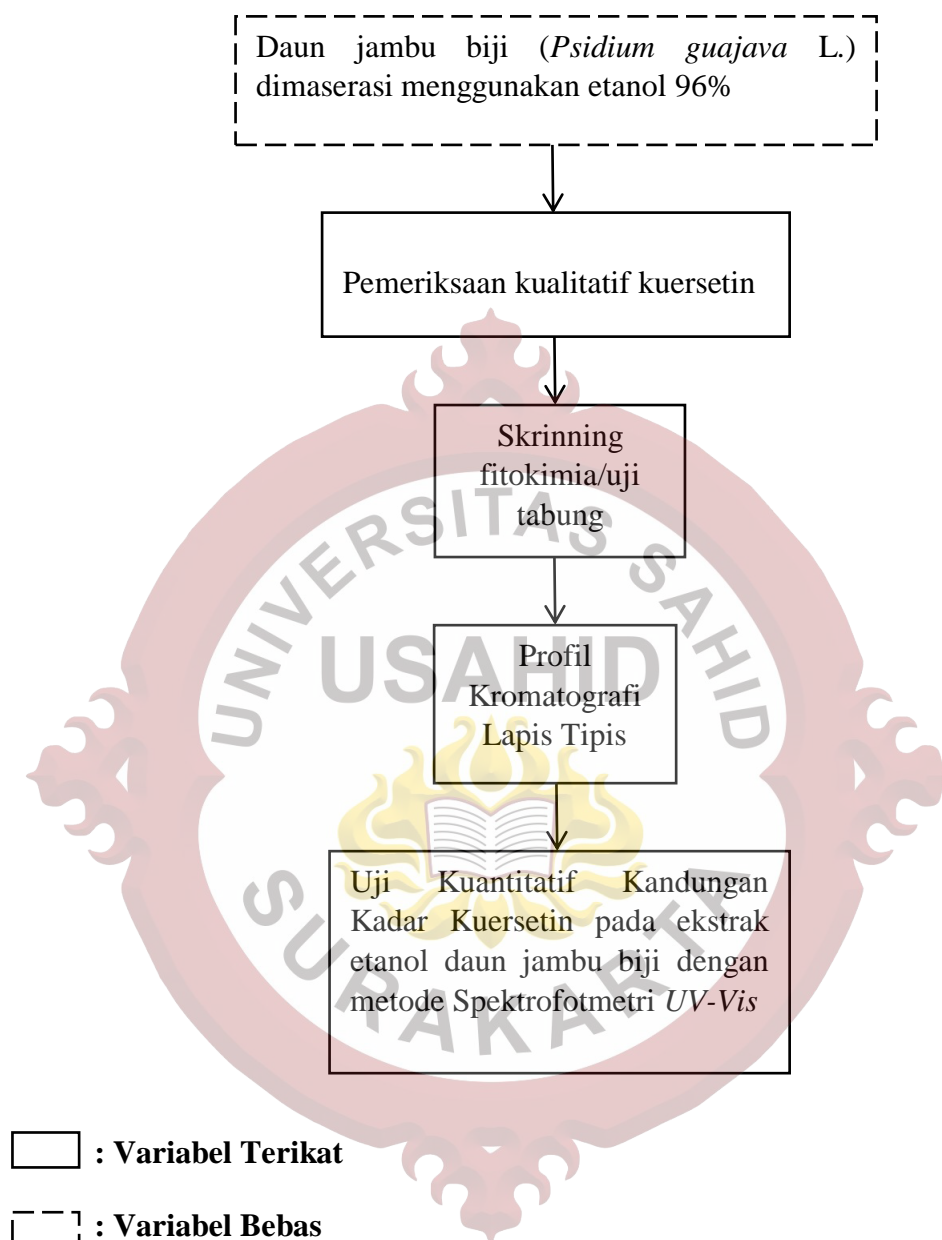 Daun jambu biji (Psidium guajava L.)
dimaserasi menggunakan etanol 96%
Pemeriksaan kualitatif kuersetin
Skrinning
fitokimia/uji
tabung
Profil
Kromatografi
Lapis Tipis
Uji Kuantitatif Kandungan
Kadar Kuersetin pada ekstrak
etanol daun jambu biji dengan
metode Spektrofotmetri UV-Vis
: Variabel Terikat
: Variabel Bebas
UNIVERSITAS SAHID
USAHID
SURAKARTA